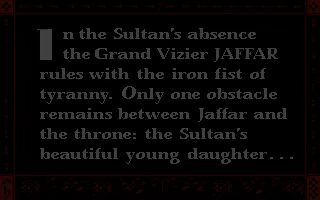 In the Sultan's absence
the Grand Vizier JAFFAR
rules with the iron fist of
tyranny. Only one obstacle
remains between Jaffar and
the throne: the Sultan's
beautiful young daughter...